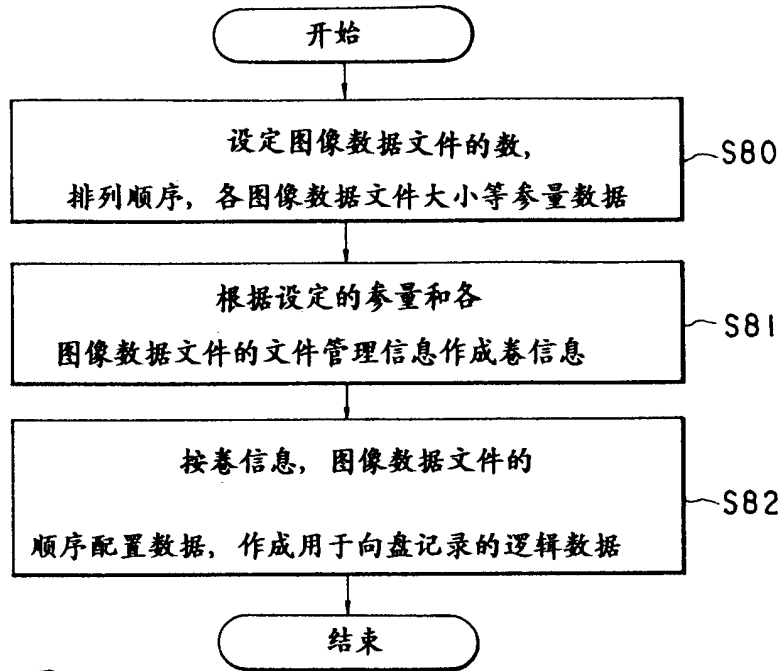 开始
设定图像数据文件的数,
排列顺序, 各图像数据文件大小等参量数据
S80
根据设定的参量和各
图像数据文件的文件管理信息作成卷信息
S81
按卷信息, 图像数据文件的
顺序配置数据, 作成用于向盘记录的逻辑数据
S82
结束